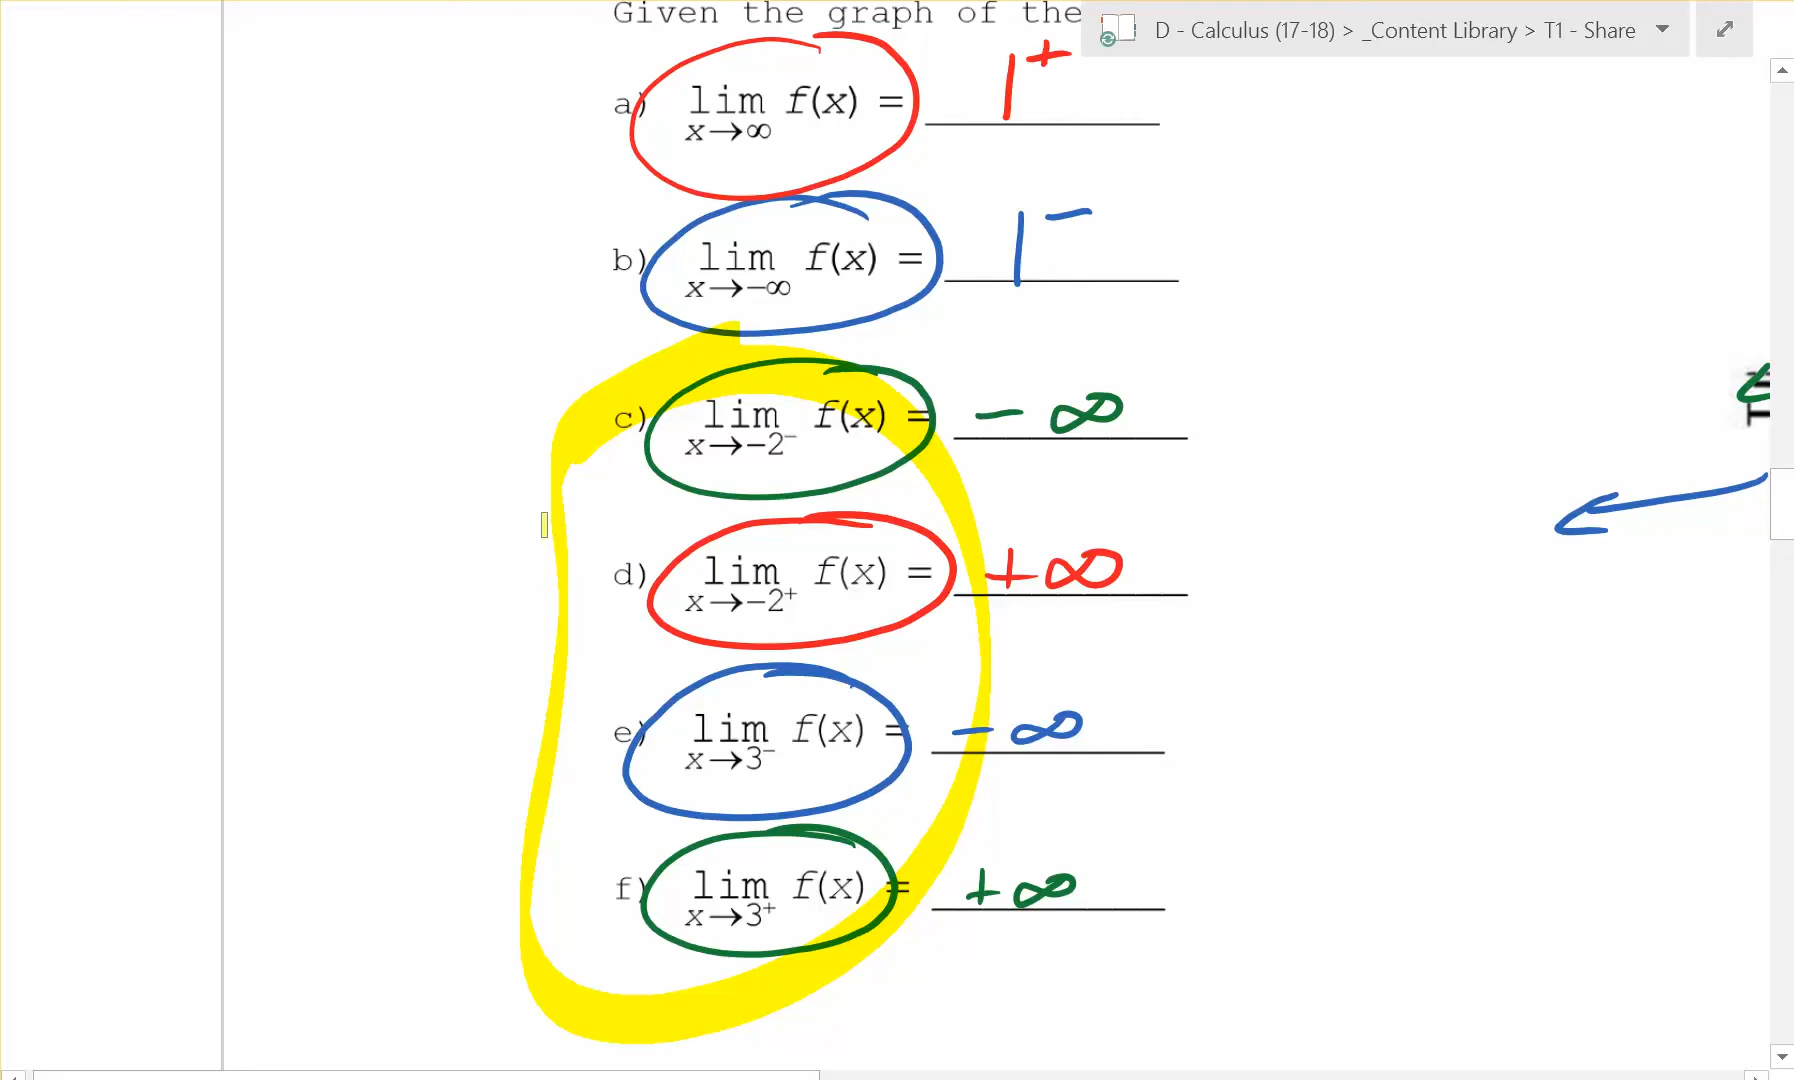 Given the graph of the
D - Calculus (17-18) > _Content Library > T1 - Share
a) lim f(x) = 1⁺
x→∞
b) lim f(x) = 1⁻
x→-∞
c) lim f(x) = - ∞
x→-2⁻
d) lim f(x) = +∞
x→-2⁺
e) lim f(x) = - ∞
x→3⁻
f) lim f(x) = +∞
x→3⁺